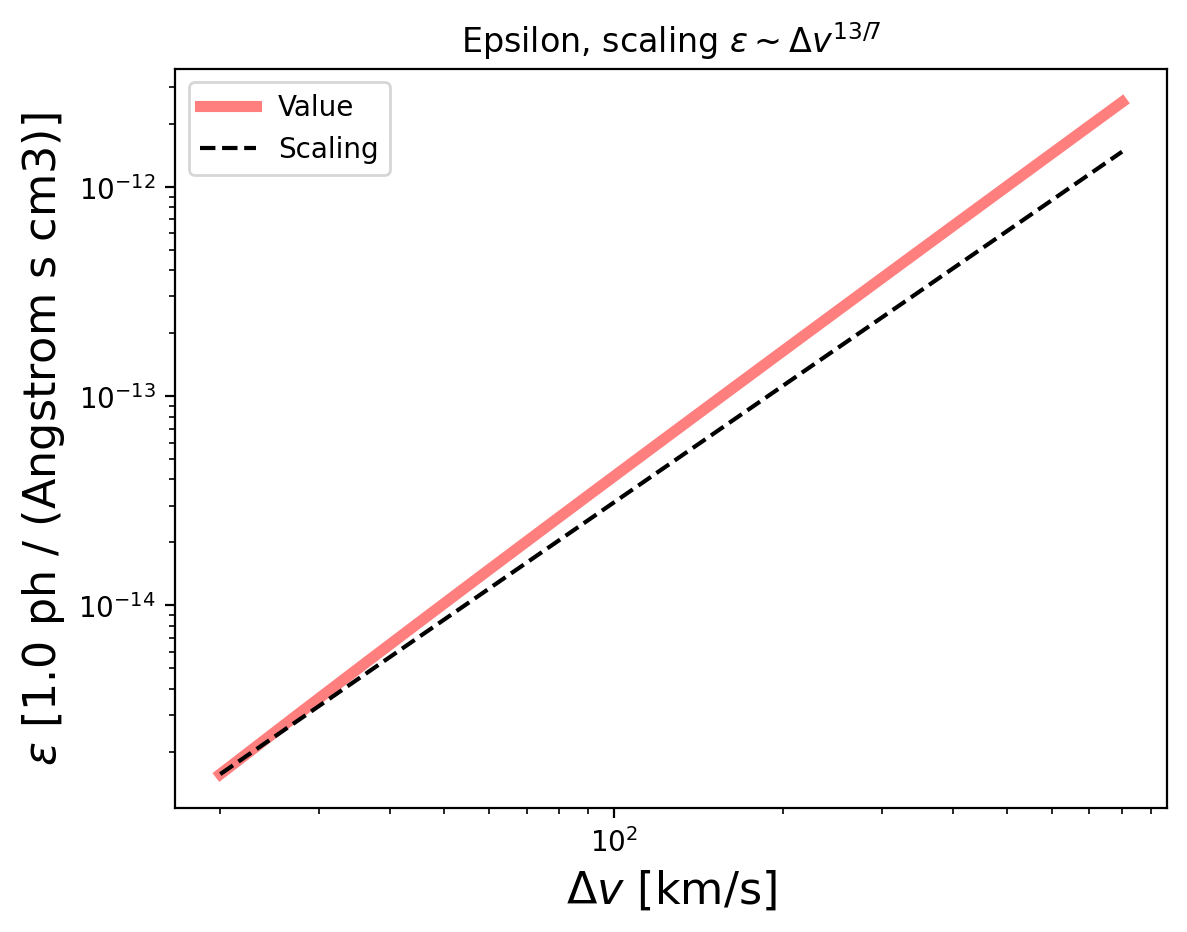 Epsilon, scaling ε ~ Δv^{13/7}
Value
Scaling
10^{−12}
10^{−13}
10^{−14}
ε [1.0 ph / (Angstrom s cm3)]
10^2
Δv [km/s]